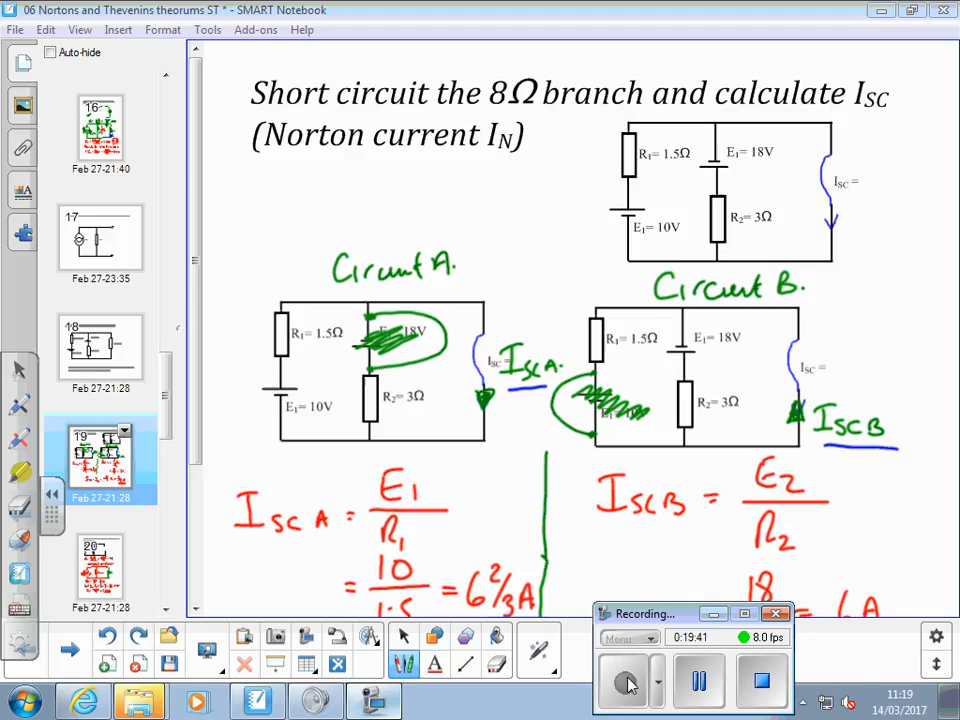 06 Nortons and Thevenins theorums ST * - SMART Notebook
File Edit View Insert Format Tools Add-ons Help
Auto-hide
16
Feb 27-21:40
17
Feb 27-23:35
18
Feb 27-21:28
19
Feb 27-21:28
20
Feb 27-21:28
Short circuit the 8Ω branch and calculate ISC
(Norton current IN)
R1= 1.5Ω
E1= 18V
ISC =
R2= 3Ω
E1= 10V
Circuit A.
R1= 1.5Ω
18V
ISC =
ISCA.
R2= 3Ω
E1= 10V
Circuit B.
R1= 1.5Ω
E1= 18V
ISC =
R2= 3Ω
ISCB
ISCA = E1
R1
= 10 = 6 2/3 A
1.5
ISCB = E2
R2
18 = 6A
Recording...
Menu
0:19:41
8.0 fps
11:19
14/03/2017